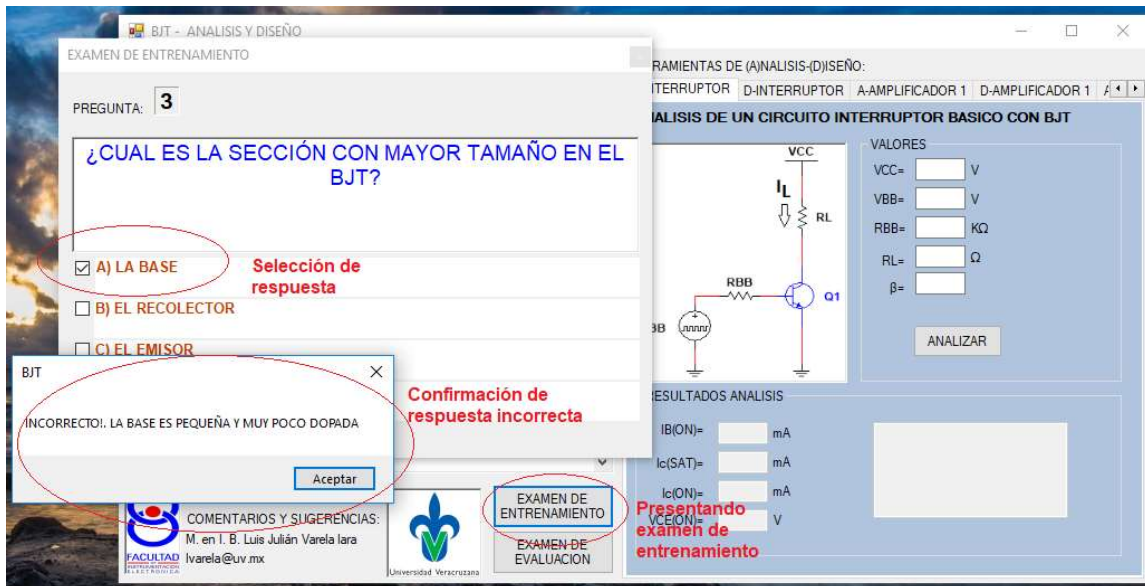 BJT - ANALISIS Y DISEÑO
EXAMEN DE ENTRENAMIENTO
PREGUNTA: 3
¿CUAL ES LA SECCIÓN CON MAYOR TAMAÑO EN EL
BJT?
A) LA BASE
Selección de
respuesta
B) EL RECOLECTOR
C) EL EMISOR
BJT
INCORRECTO!. LA BASE ES PEQUEÑA Y MUY POCO DOPADA
Aceptar
Confirmación de
respuesta incorrecta
COMENTARIOS Y SUGERENCIAS:
M. en I. B. Luis Julián Varela lara
lvarela@uv.mx
FACULTAD
Universidad Veracruzana
EXAMEN DE
ENTRENAMIENTO
EXAMEN DE
EVALUACION
Presentando
examen de
entrenamiento
RAMIENTAS DE (A)NALISIS-(D)ISEÑO:
TERRUPTOR D-INTERRUPTOR A-AMPLIFICADOR 1 D-AMPLIFICADOR 1
ALISIS DE UN CIRCUITO INTERRUPTOR BASICO CON BJT
VCC
IL
RL
RBB
Q1
BB
VALORES
VCC= V
VBB= V
RBB= KΩ
RL= Ω
β=
ANALIZAR
RESULTADOS ANALISIS
IB(ON)= mA
Ic(SAT)= mA
Ic(ON)= mA
VCE(ON)= V